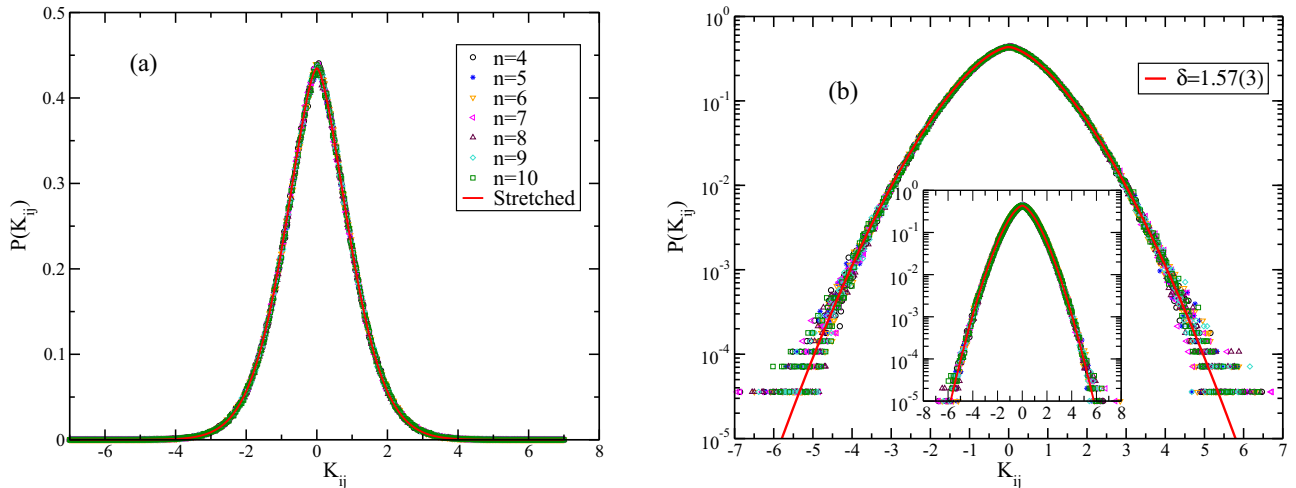 (a)
n=4
n=5
n=6
n=7
n=8
n=9
n=10
Stretched
P(K_ij)
0.5
0.4
0.3
0.2
0.1
0
-6 -4 -2 0 2 4 6 8
K_ij
(b)
δ=1.57(3)
P(K_ij)
10^0
10^-1
10^-2
10^-3
10^-4
10^-5
-7 -6 -5 -4 -3 -2 -1 0 1 2 3 4 5 6 7
K_ij
10^0
10^-1
10^-2
10^-3
10^-4
10^-5
-8 -6 -4 -2 0 2 4 6 8